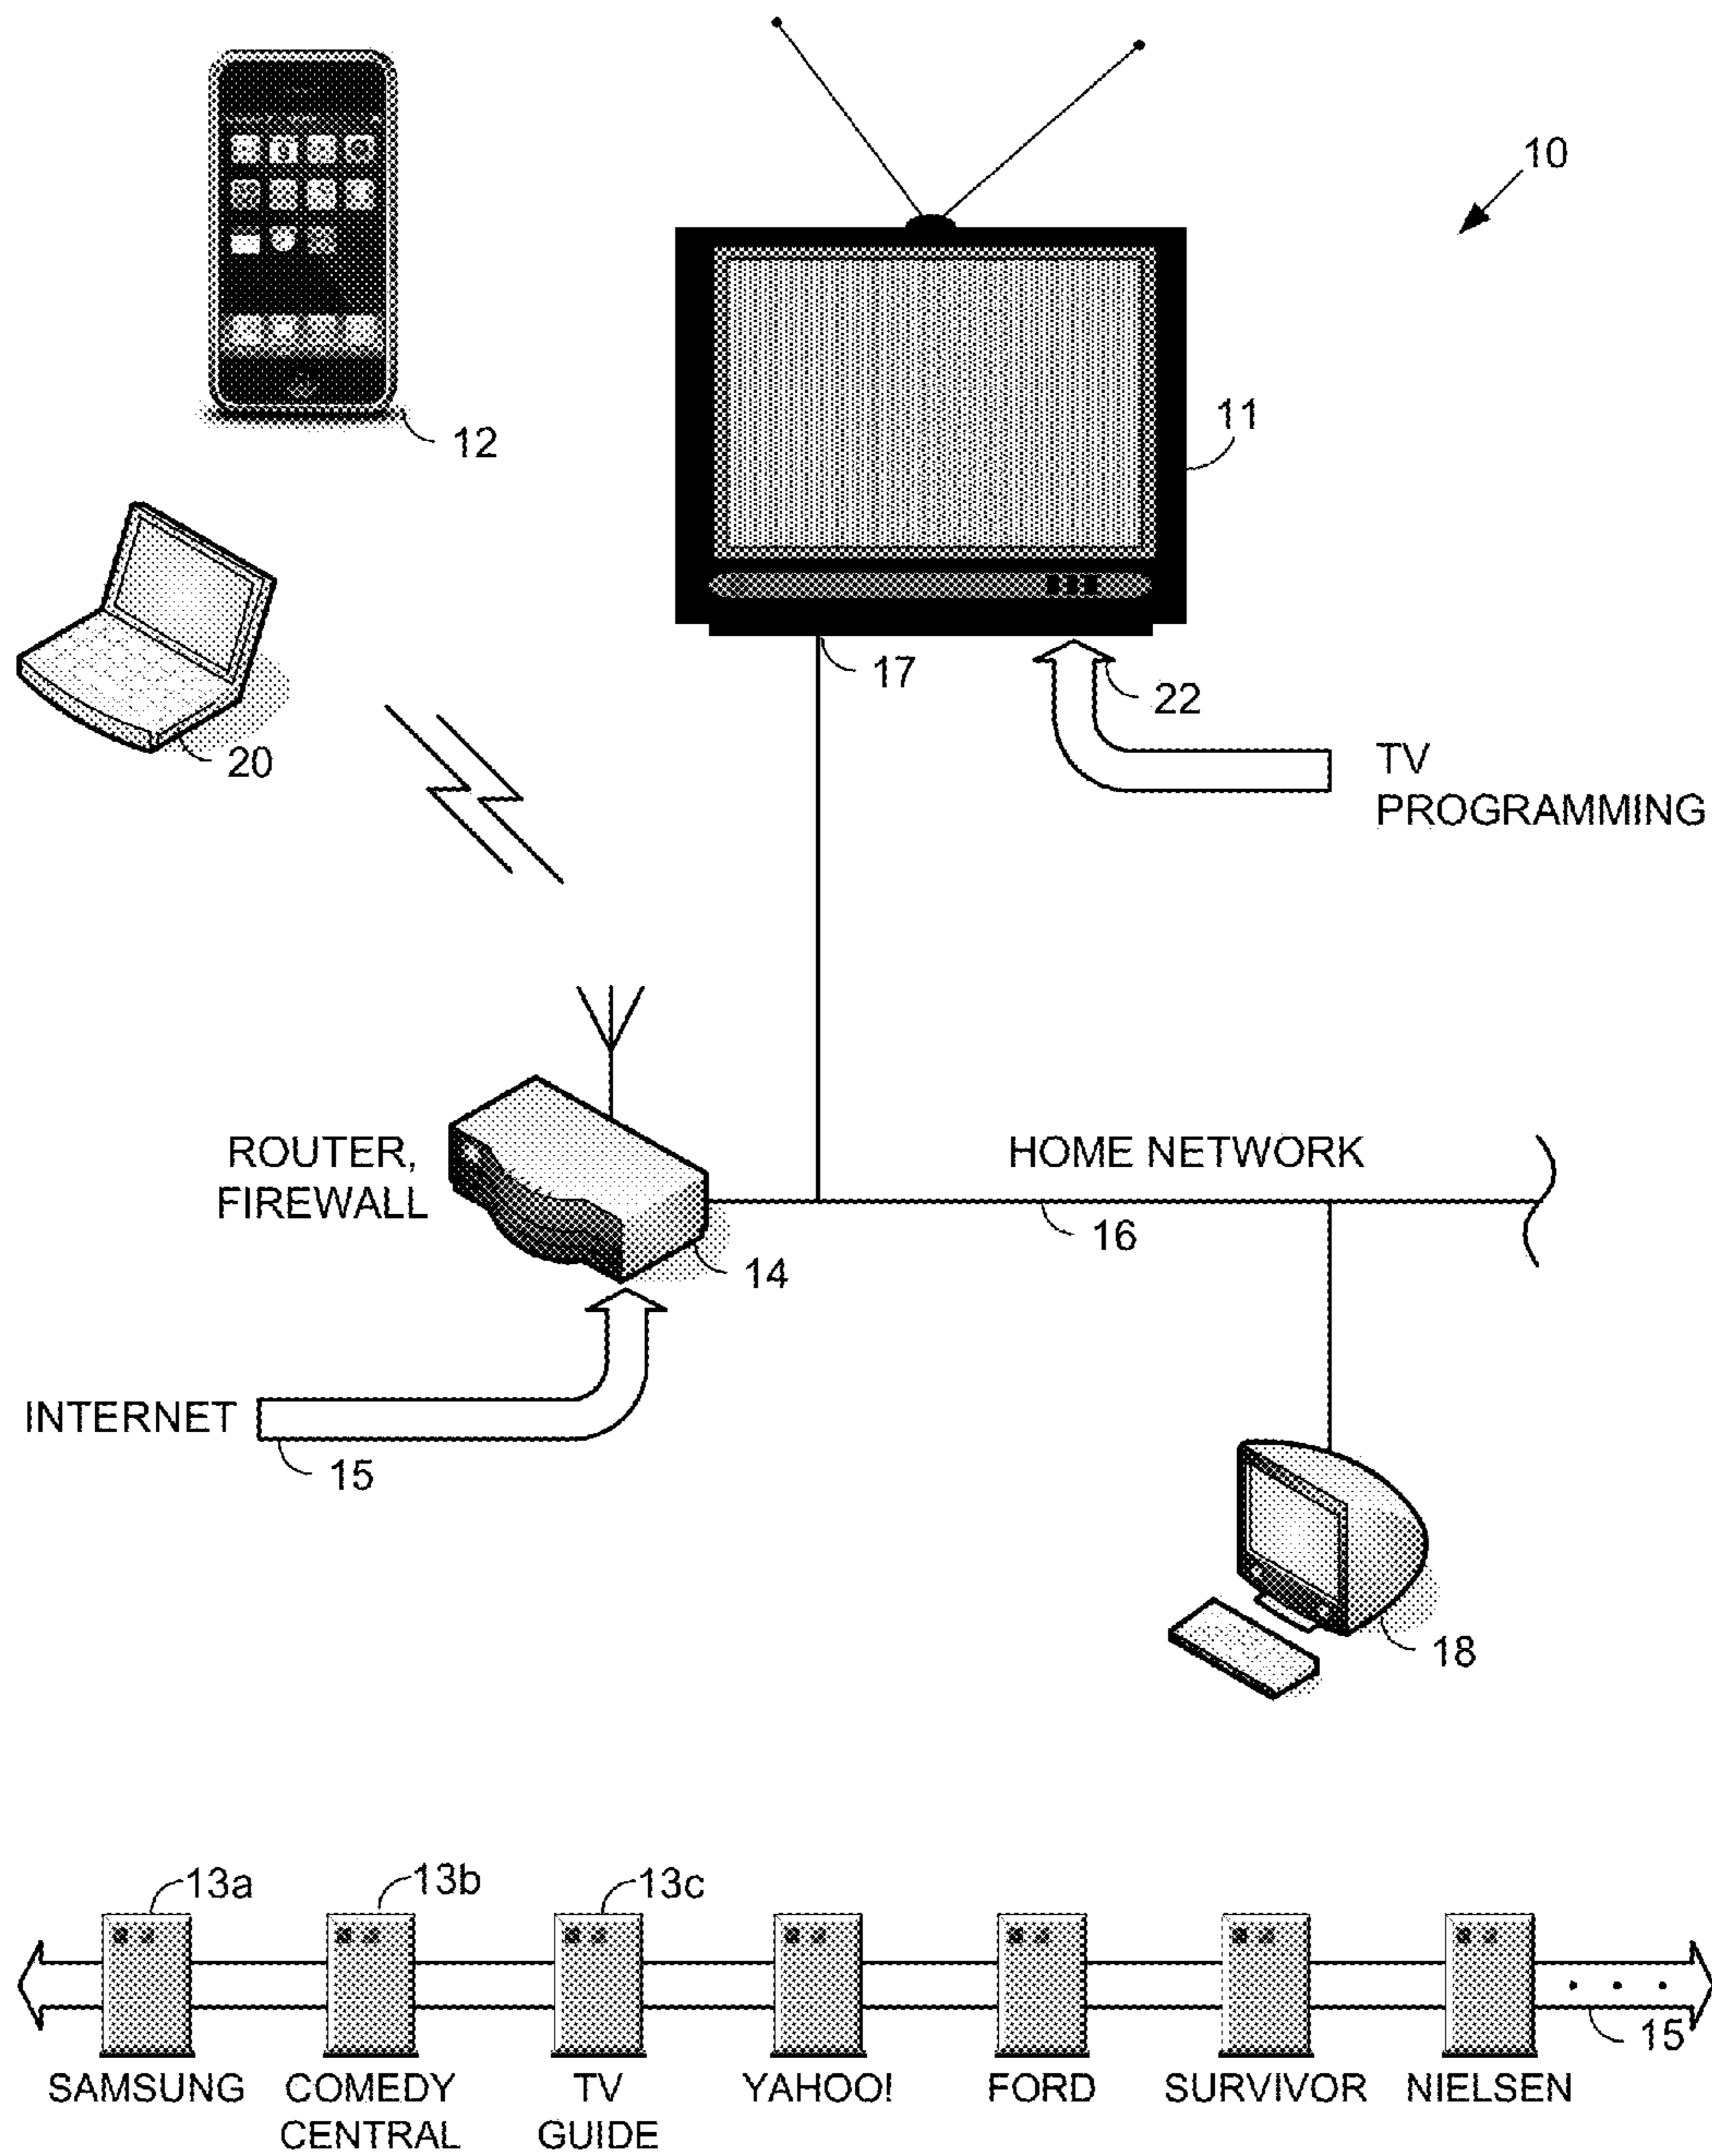 10
11
12
17
22
20
TV
PROGRAMMING
ROUTER,
FIREWALL
HOME NETWORK
16
14
INTERNET
15
18
13a
13b
13c
15
SAMSUNG
COMEDY
CENTRAL
TV
GUIDE
YAHOO!
FORD
SURVIVOR
NIELSEN